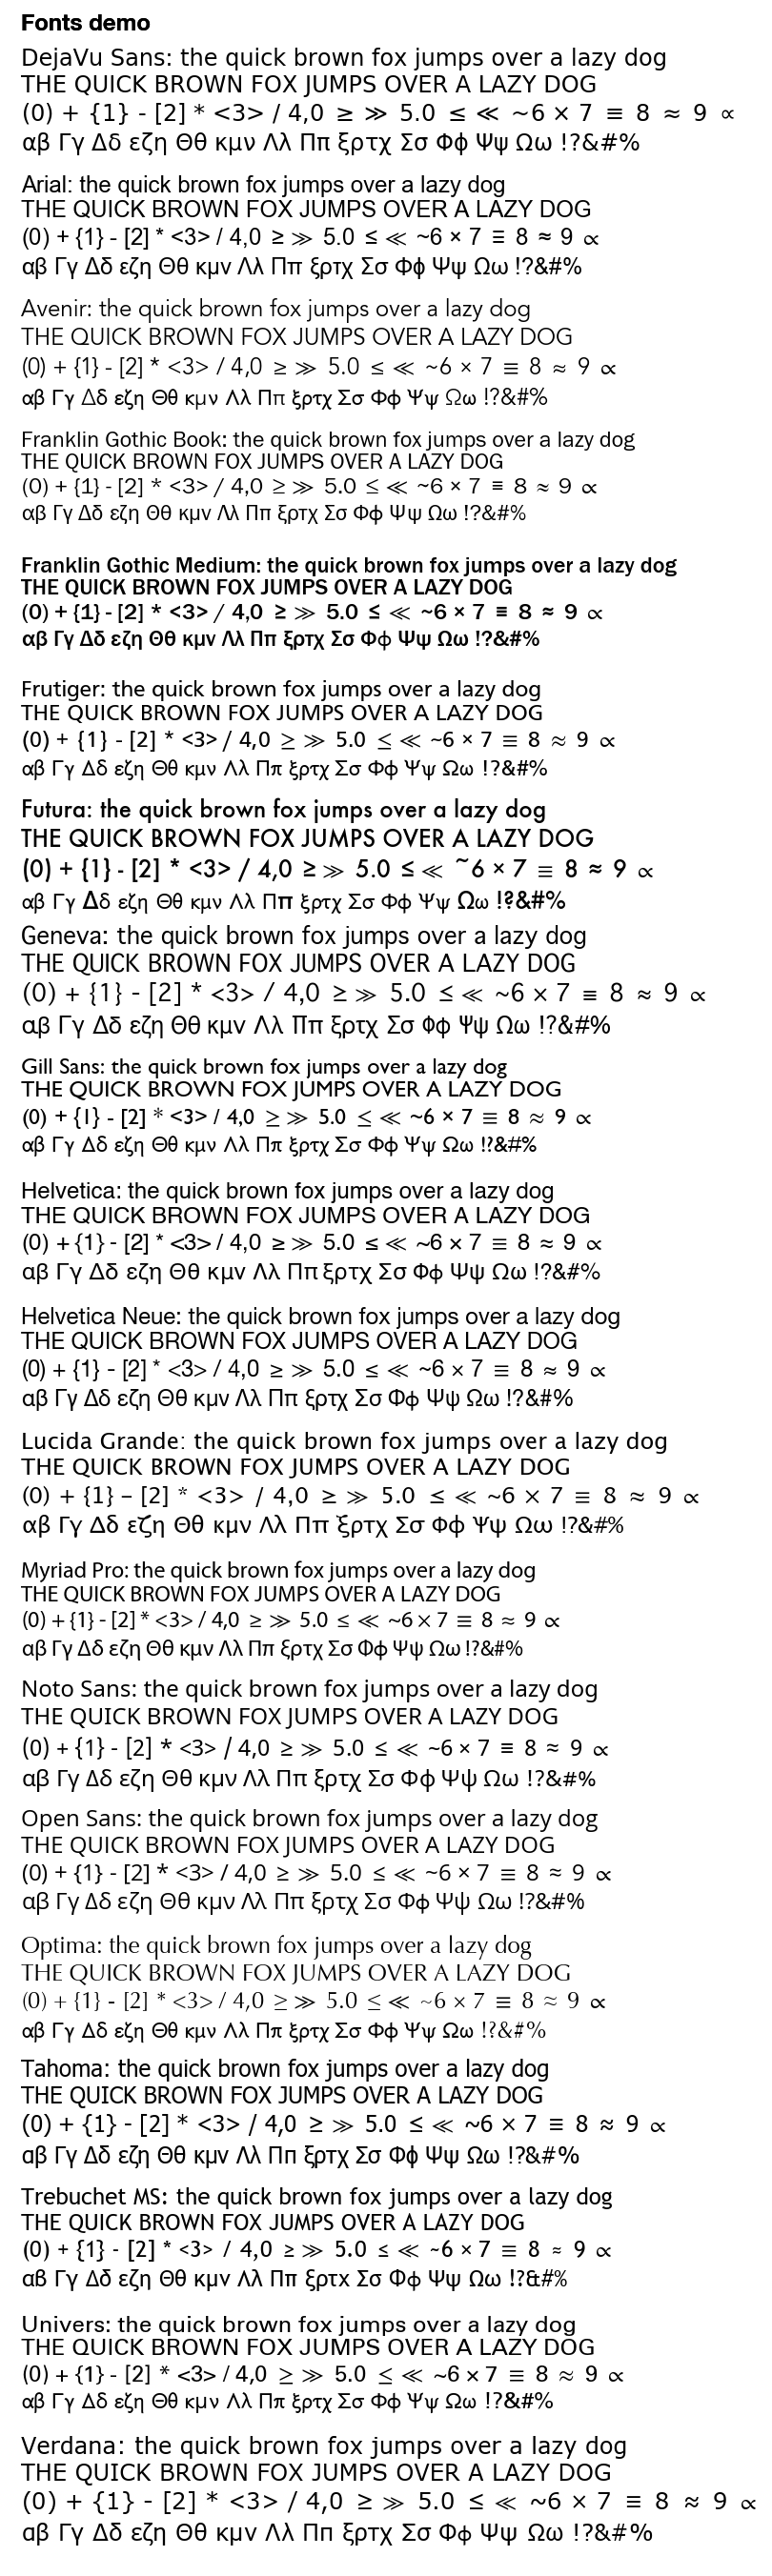 Fonts demo
DejaVu Sans: the quick brown fox jumps over a lazy dog
THE QUICK BROWN FOX JUMPS OVER A LAZY DOG
(0) + {1} - [2] * <3> / 4,0 ≥ ≫ 5.0 ≤ ≪ ~6 × 7 ≡ 8 ≈ 9 ∝
αβ Γγ Δδ εζη Θθ κμν Λλ Ππ ξρτχ Σσ Φφ Ψψ Ωω !?&#%
Arial: the quick brown fox jumps over a lazy dog
THE QUICK BROWN FOX JUMPS OVER A LAZY DOG
(0) + {1} - [2] * <3> / 4,0 ≥ ≫ 5.0 ≤ ≪ ~6 × 7 ≡ 8 ≈ 9 ∝
αβ Γγ Δδ εζη Θθ κμν Λλ Ππ ξρτχ Σσ Φφ Ψψ Ωω !?&#%
Avenir: the quick brown fox jumps over a lazy dog
THE QUICK BROWN FOX JUMPS OVER A LAZY DOG
(0) + {1} - [2] * <3> / 4,0 ≥ ≫ 5.0 ≤ ≪ ~6 × 7 ≡ 8 ≈ 9 ∝
αβ Γγ Δδ εζη Θθ κμν Λλ Ππ ξρτχ Σσ Φφ Ψψ Ωω !?&#%
Franklin Gothic Book: the quick brown fox jumps over a lazy dog
THE QUICK BROWN FOX JUMPS OVER A LAZY DOG
(0) + {1} - [2] * <3> / 4,0 ≥ ≫ 5.0 ≤ ≪ ~6 × 7 ≡ 8 ≈ 9 ∝
αβ Γγ Δδ εζη Θθ κμν Λλ Ππ ξρτχ Σσ Φφ Ψψ Ωω !?&#%
Franklin Gothic Medium: the quick brown fox jumps over a lazy dog
THE QUICK BROWN FOX JUMPS OVER A LAZY DOG
(0) + {1} - [2] * <3> / 4,0 ≥ ≫ 5.0 ≤ ≪ ~6 × 7 ≡ 8 ≈ 9 ∝
αβ Γγ Δδ εζη Θθ κμν Λλ Ππ ξρτχ Σσ Φφ Ψψ Ωω !?&#%
Frutiger: the quick brown fox jumps over a lazy dog
THE QUICK BROWN FOX JUMPS OVER A LAZY DOG
(0) + {1} - [2] * <3> / 4,0 ≥ ≫ 5.0 ≤ ≪ ~6 × 7 ≡ 8 ≈ 9 ∝
αβ Γγ Δδ εζη Θθ κμν Λλ Ππ ξρτχ Σσ Φφ Ψψ Ωω !?&#%
Futura: the quick brown fox jumps over a lazy dog
THE QUICK BROWN FOX JUMPS OVER A LAZY DOG
(0) + {1} - [2] * <3> / 4,0 ≥ ≫ 5.0 ≤ ≪ ~6 × 7 ≡ 8 ≈ 9 ∝
αβ Γγ Δδ εζη Θθ κμν Λλ Ππ ξρτχ Σσ Φφ Ψψ Ωω !?&#%
Geneva: the quick brown fox jumps over a lazy dog
THE QUICK BROWN FOX JUMPS OVER A LAZY DOG
(0) + {1} - [2] * <3> / 4,0 ≥ ≫ 5.0 ≤ ≪ ~6 × 7 ≡ 8 ≈ 9 ∝
αβ Γγ Δδ εζη Θθ κμν Λλ Ππ ξρτχ Σσ Φφ Ψψ Ωω !?&#%
Gill Sans: the quick brown fox jumps over a lazy dog
THE QUICK BROWN FOX JUMPS OVER A LAZY DOG
(0) + {1} - [2] * <3> / 4,0 ≥ ≫ 5.0 ≤ ≪ ~6 × 7 ≡ 8 ≈ 9 ∝
αβ Γγ Δδ εζη Θθ κμν Λλ Ππ ξρτχ Σσ Φφ Ψψ Ωω !?&#%
Helvetica: the quick brown fox jumps over a lazy dog
THE QUICK BROWN FOX JUMPS OVER A LAZY DOG
(0) + {1} - [2] * <3> / 4,0 ≥ ≫ 5.0 ≤ ≪ ~6 × 7 ≡ 8 ≈ 9 ∝
αβ Γγ Δδ εζη Θθ κμν Λλ Ππ ξρτχ Σσ Φφ Ψψ Ωω !?&#%
Helvetica Neue: the quick brown fox jumps over a lazy dog
THE QUICK BROWN FOX JUMPS OVER A LAZY DOG
(0) + {1} - [2] * <3> / 4,0 ≥ ≫ 5.0 ≤ ≪ ~6 × 7 ≡ 8 ≈ 9 ∝
αβ Γγ Δδ εζη Θθ κμν Λλ Ππ ξρτχ Σσ Φφ Ψψ Ωω !?&#%
Lucida Grande: the quick brown fox jumps over a lazy dog
THE QUICK BROWN FOX JUMPS OVER A LAZY DOG
(0) + {1} – [2] * <3> / 4,0 ≥ ≫ 5.0 ≤ ≪ ~6 × 7 ≡ 8 ≈ 9 ∝
αβ Γγ Δδ εζη Θθ κμν Λλ Ππ ξρτχ Σσ Φφ Ψψ Ωω !?&#%
Myriad Pro: the quick brown fox jumps over a lazy dog
THE QUICK BROWN FOX JUMPS OVER A LAZY DOG
(0) + {1} - [2] * <3> / 4,0 ≥ ≫ 5.0 ≤ ≪ ~6 × 7 ≡ 8 ≈ 9 ∝
αβ Γγ Δδ εζη Θθ κμν Λλ Ππ ξρτχ Σσ Φφ Ψψ Ωω !?&#%
Noto Sans: the quick brown fox jumps over a lazy dog
THE QUICK BROWN FOX JUMPS OVER A LAZY DOG
(0) + {1} - [2] * <3> / 4,0 ≥ ≫ 5.0 ≤ ≪ ~6 × 7 ≡ 8 ≈ 9 ∝
αβ Γγ Δδ εζη Θθ κμν Λλ Ππ ξρτχ Σσ Φφ Ψψ Ωω !?&#%
Open Sans: the quick brown fox jumps over a lazy dog
THE QUICK BROWN FOX JUMPS OVER A LAZY DOG
(0) + {1} - [2] * <3> / 4,0 ≥ ≫ 5.0 ≤ ≪ ~6 × 7 ≡ 8 ≈ 9 ∝
αβ Γγ Δδ εζη Θθ κμν Λλ Ππ ξρτχ Σσ Φφ Ψψ Ωω !?&#%
Optima: the quick brown fox jumps over a lazy dog
THE QUICK BROWN FOX JUMPS OVER A LAZY DOG
(0) + {1} - [2] * <3> / 4,0 ≥ ≫ 5.0 ≤ ≪ ~6 × 7 ≡ 8 ≈ 9 ∝
αβ Γγ Δδ εζη Θθ κμν Λλ Ππ ξρτχ Σσ Φφ Ψψ Ωω !?&#%
Tahoma: the quick brown fox jumps over a lazy dog
THE QUICK BROWN FOX JUMPS OVER A LAZY DOG
(0) + {1} - [2] * <3> / 4,0 ≥ ≫ 5.0 ≤ ≪ ~6 × 7 ≡ 8 ≈ 9 ∝
αβ Γγ Δδ εζη Θθ κμν Λλ Ππ ξρτχ Σσ Φφ Ψψ Ωω !?&#%
Trebuchet MS: the quick brown fox jumps over a lazy dog
THE QUICK BROWN FOX JUMPS OVER A LAZY DOG
(0) + {1} - [2] * <3> / 4,0 ≥ ≫ 5.0 ≤ ≪ ~6 × 7 ≡ 8 ≈ 9 ∝
αβ Γγ Δδ εζη Θθ κμν Λλ Ππ ξρτχ Σσ Φφ Ψψ Ωω !?&#%
Univers: the quick brown fox jumps over a lazy dog
THE QUICK BROWN FOX JUMPS OVER A LAZY DOG
(0) + {1} - [2] * <3> / 4,0 ≥ ≫ 5.0 ≤ ≪ ~6 × 7 ≡ 8 ≈ 9 ∝
αβ Γγ Δδ εζη Θθ κμν Λλ Ππ ξρτχ Σσ Φφ Ψψ Ωω !?&#%
Verdana: the quick brown fox jumps over a lazy dog
THE QUICK BROWN FOX JUMPS OVER A LAZY DOG
(0) + {1} - [2] * <3> / 4,0 ≥ ≫ 5.0 ≤ ≪ ~6 × 7 ≡ 8 ≈ 9 ∝
αβ Γγ Δδ εζη Θθ κμν Λλ Ππ ξρτχ Σσ Φφ Ψψ Ωω !?&#%